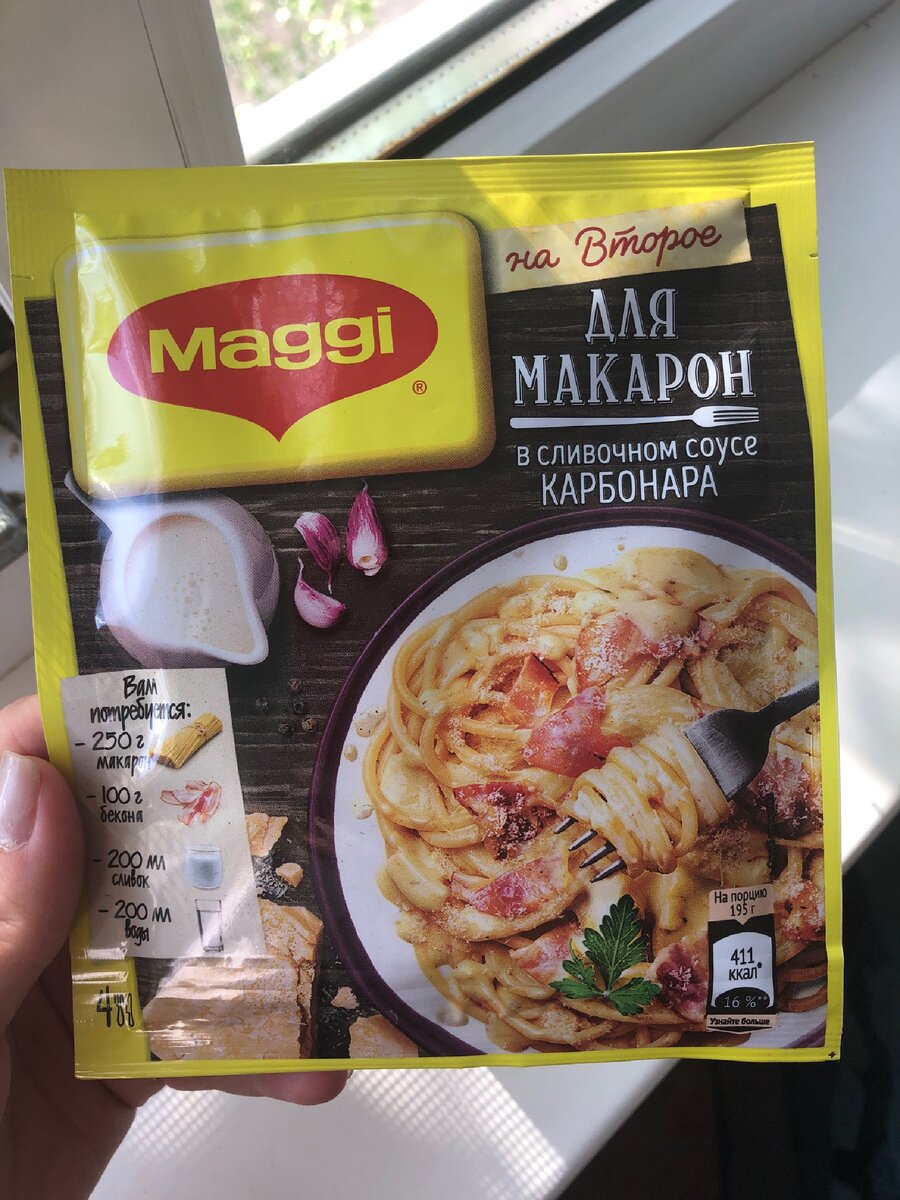 Maggi
®
на Второе
ДЛЯ
МАКАРОН
В СЛИВОЧНОМ СОУСЕ
КАРБОНАРА
Вам
потребуется:
- 250 г
макарон
- 100 г
бекона
- 200 мл
сливок
- 200 мл
воды
На порцию
195 г
411
ккал*
16 %**
Узнайте больше